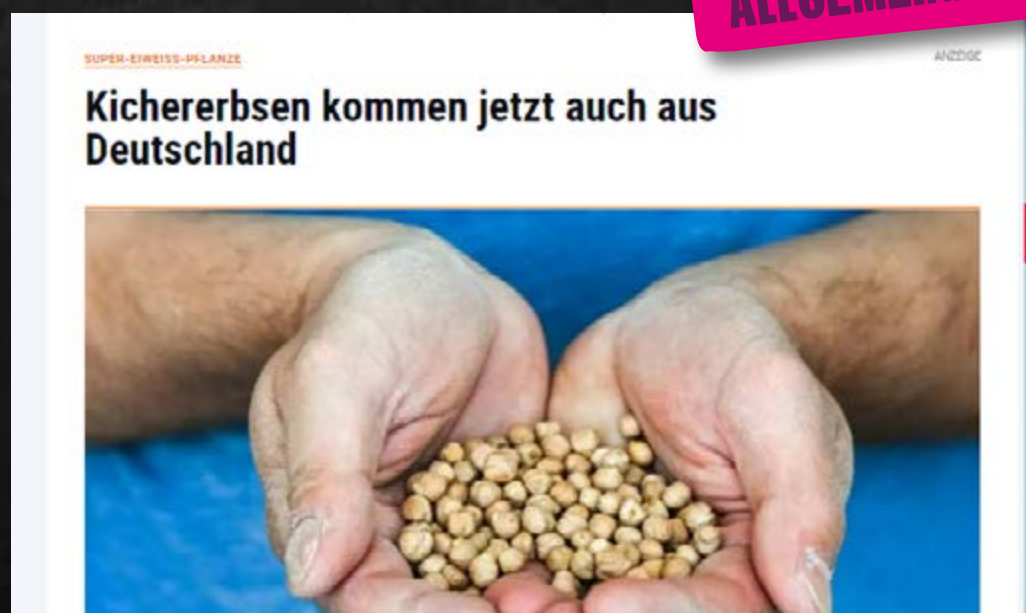 SUPER-EIWEISS-PFLANZE
ANZEIGE
Kichererbsen kommen jetzt auch aus
Deutschland